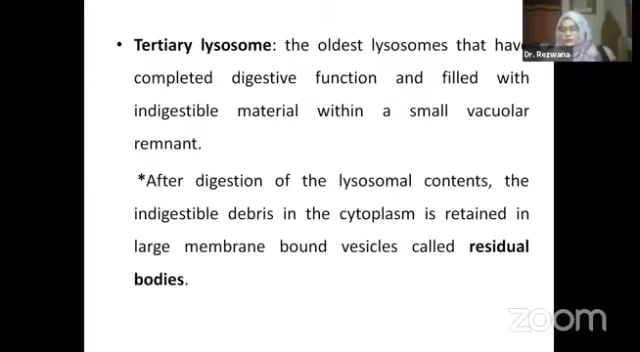 • Tertiary lysosome: the oldest lysosomes that have
completed digestive function and filled with
indigestible material within a small vacuolar
remnant.
*After digestion of the lysosomal contents, the
indigestible debris in the cytoplasm is retained in
large membrane bound vesicles called residual
bodies.
Dr. Rezwana
zoom